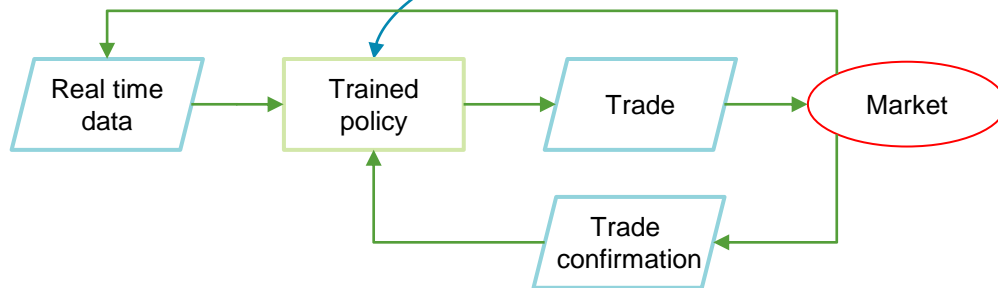 Real time
data
Trained
policy
Trade
Market
Trade
confirmation